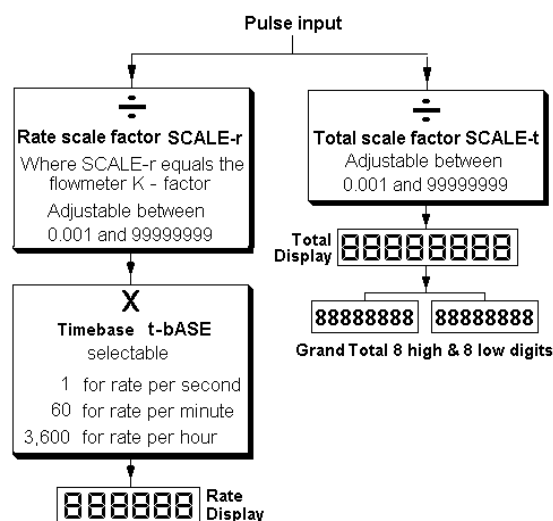 Pulse input
÷
Rate scale factor SCALE-r
Where SCALE-r equals the
flowmeter K - factor
Adjustable between
0.001 and 99999999
X
Timebase t-bASE
selectable
1 for rate per second
60 for rate per minute
3,600 for rate per hour
888888
Rate
Display
÷
Total scale factor SCALE-t
Adjustable between
0.001 and 99999999
Total
Display
88888888
88888888 88888888
Grand Total 8 high & 8 low digits